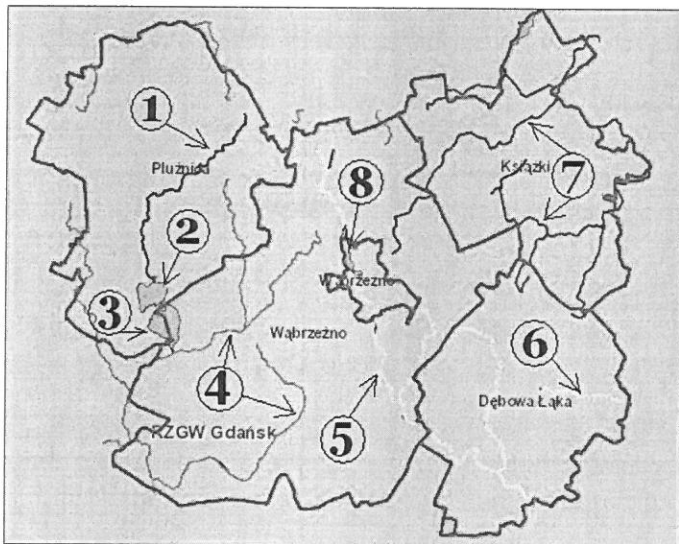 1
Płużnica
Książki
8
7
2
Wąbrzeźno
3
Wąbrzeźno
6
4
Dębowa Łąka
5
RZGW Gdańsk